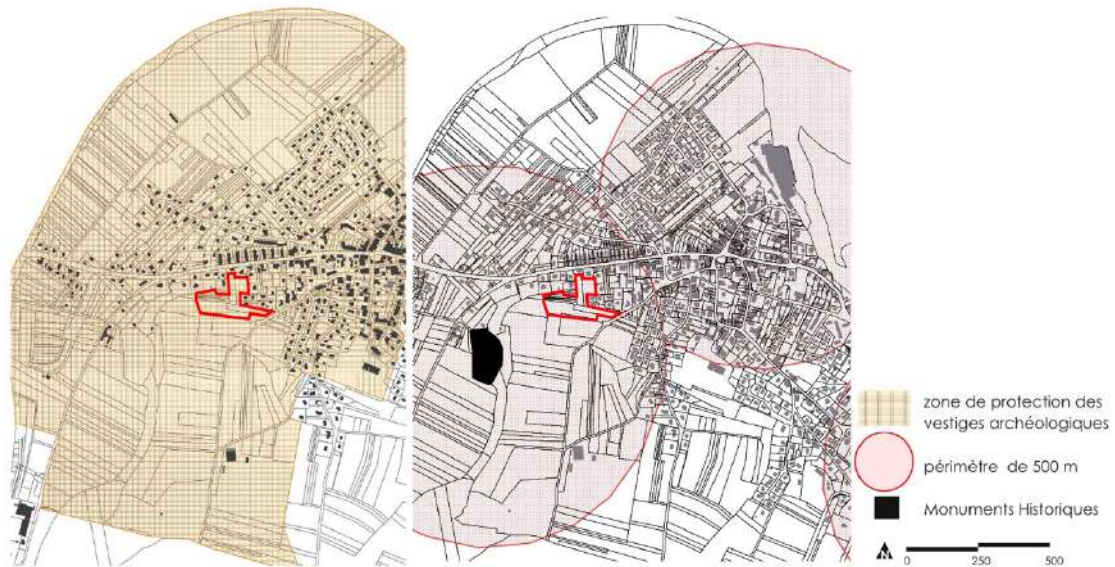 zone de protection des
vestiges archéologiques
périmètre de 500 m
Monuments Historiques
N
0 250 500